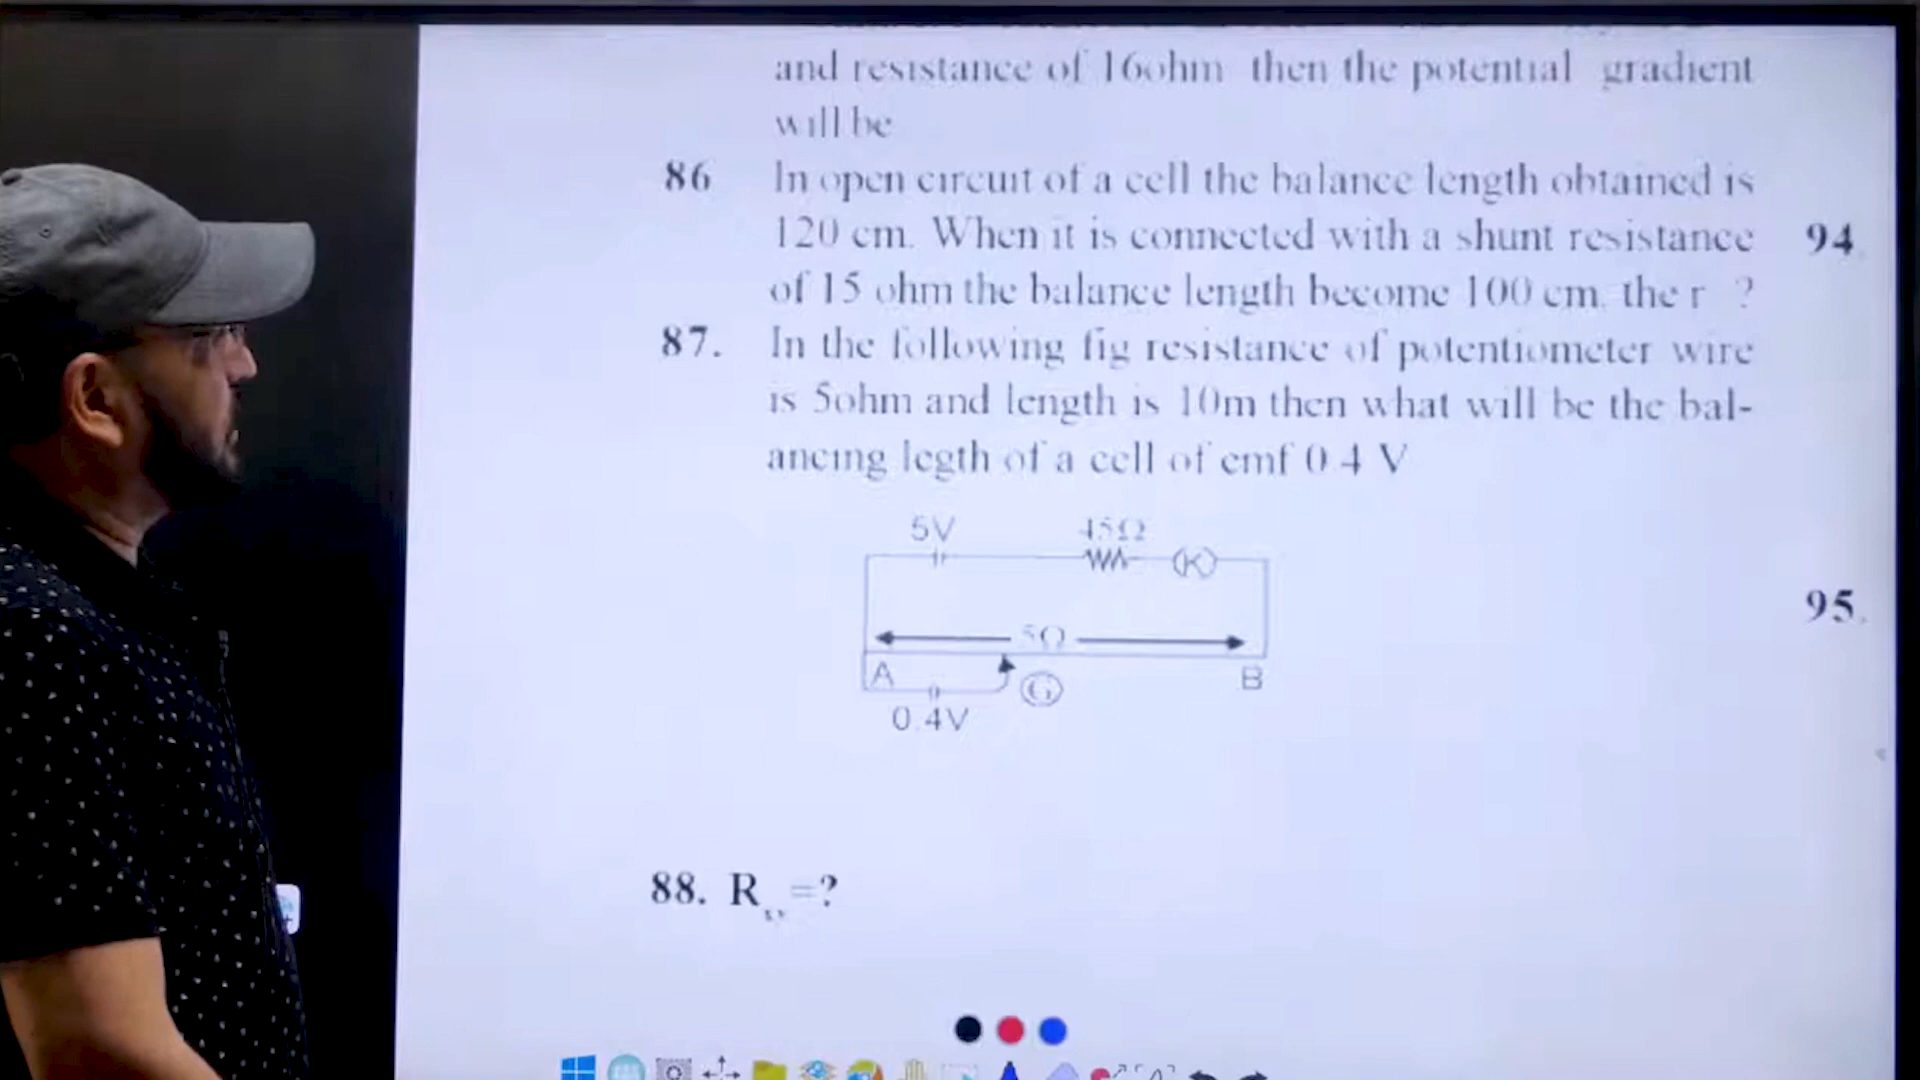 and resistance of 16ohm then the potential gradient
will be
86 In open circuit of a cell the balance length obtained is
120 cm. When it is connected with a shunt resistance
of 15 ohm the balance length become 100 cm. the r ?
87. In the following fig resistance of potentiometer wire
is 5ohm and length is 10m then what will be the bal-
ancing legth of a cell of emf 0.4 V
5V 45Ω
K
5Ω
A G B
0.4V
88. R =?
94
95.